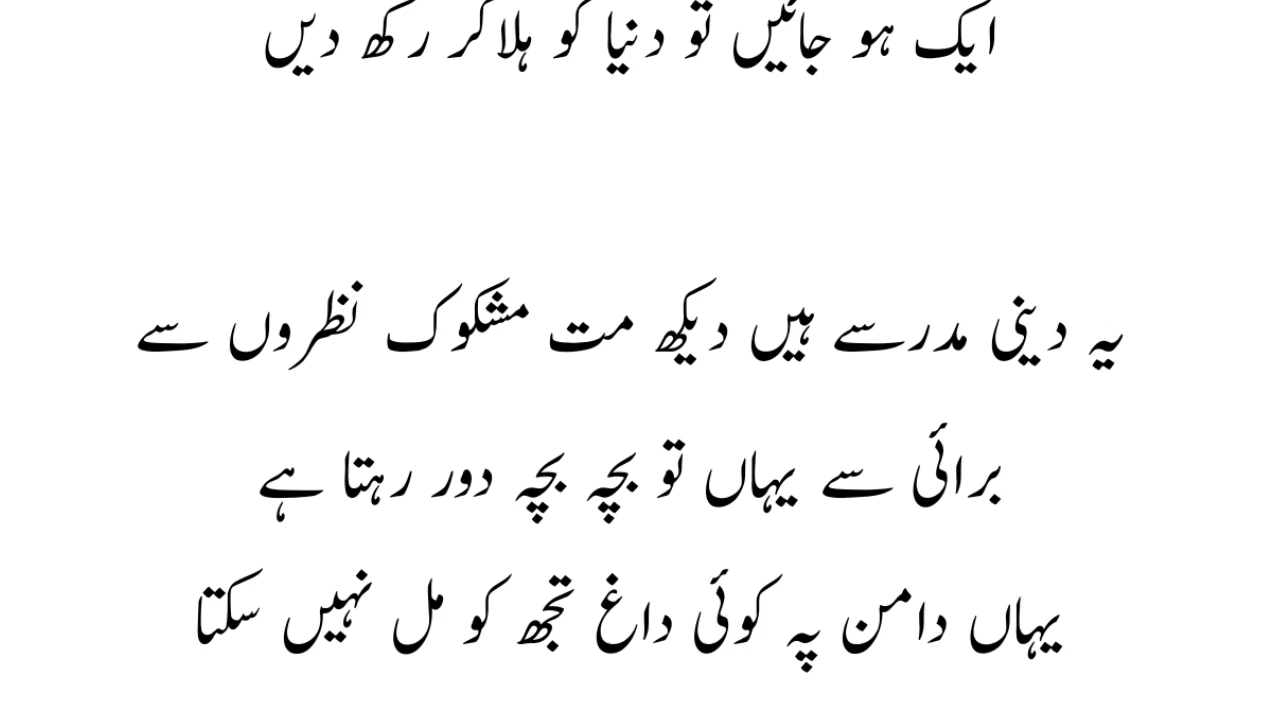 ایک ہو جائیں تو دنیا کو ہلا کر رکھ دیں
یہ دینی مدرسے ہیں دیکھ مت مشکوک نظروں سے
برائی سے یہاں تو بچہ بچہ دور رہتا ہے
یہاں دامن پہ کوئی داغ تجھ کو مل نہیں سکتا